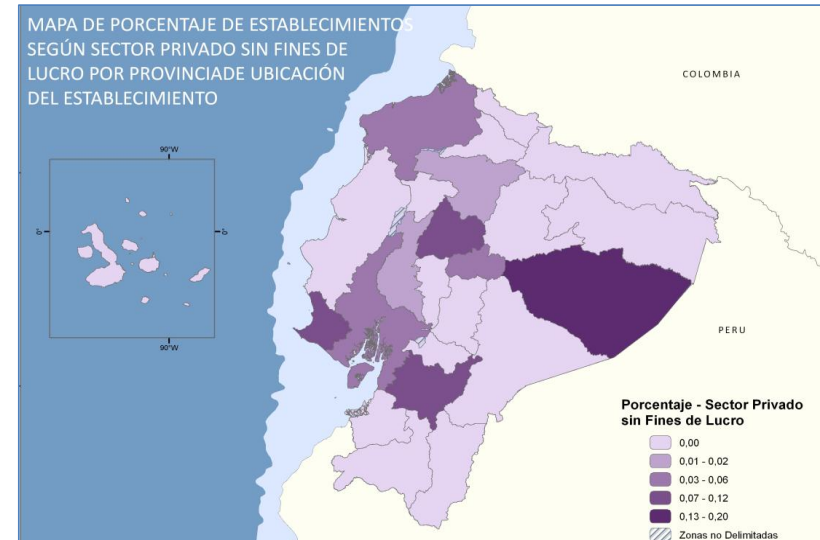 MAPA DE PORCENTAJE DE ESTABLECIMIENTOS
SEGÚN SECTOR PRIVADO SIN FINES DE
LUCRO POR PROVINCIADE UBICACIÓN
DEL ESTABLECIMIENTO
COLOMBIA
90°W
0°
0°
90°W
PERU
Porcentaje - Sector Privado
sin Fines de Lucro
0,00
0,01 - 0,02
0,03 - 0,06
0,07 - 0,12
0,13 - 0,20
Zonas no Delimitadas